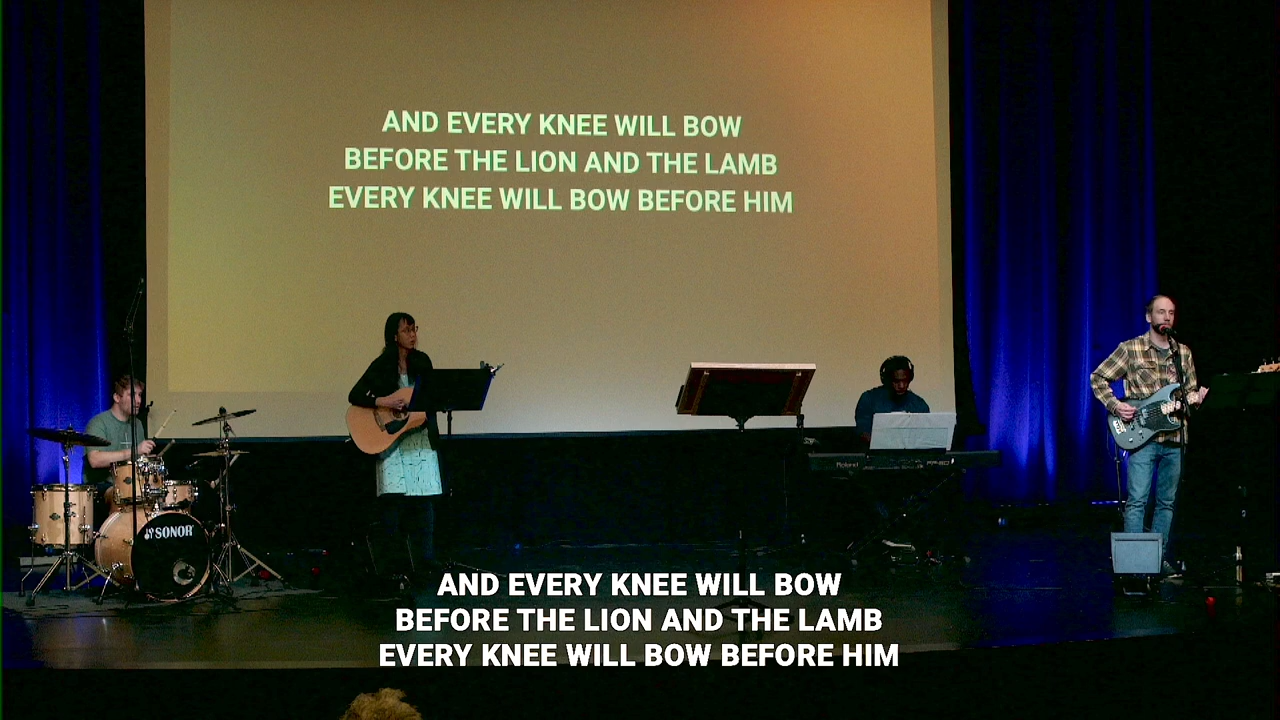 AND EVERY KNEE WILL BOW
BEFORE THE LION AND THE LAMB
EVERY KNEE WILL BOW BEFORE HIM
Roland
SONOR
AND EVERY KNEE WILL BOW
BEFORE THE LION AND THE LAMB
EVERY KNEE WILL BOW BEFORE HIM